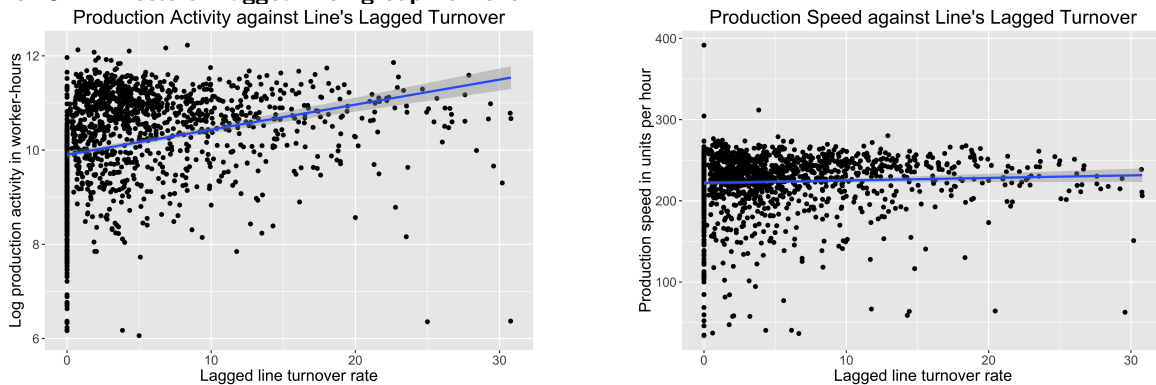 Production Activity against Line's Lagged Turnover
Log production activity in worker-hours
12
10
8
6
0
10
20
30
Lagged line turnover rate
Production Speed against Line's Lagged Turnover
Production speed in units per hour
400
300
200
100
0
10
20
30
Lagged line turnover rate